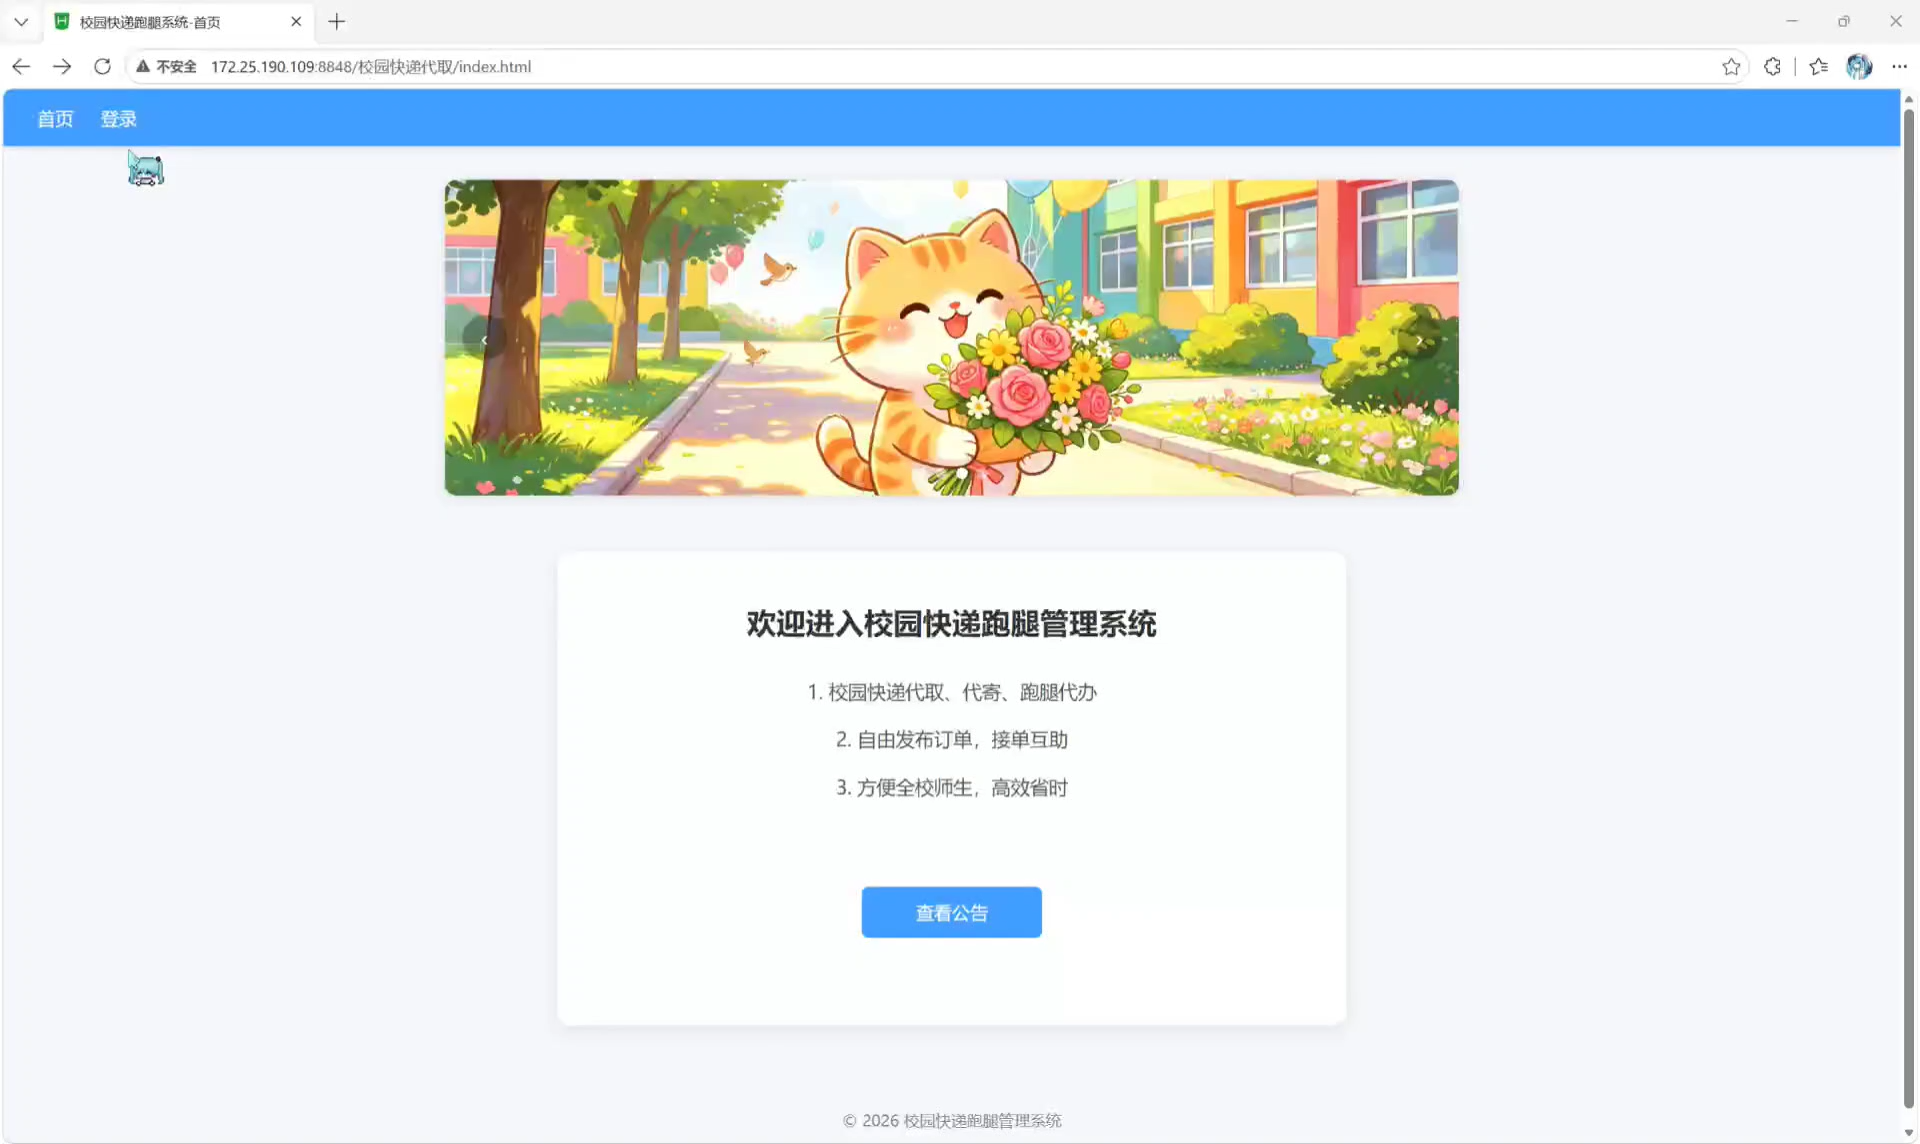 校园快递跑腿系统-首页
不安全 172.25.190.109:8848/校园快递代取/index.html
首页 登录
欢迎进入校园快递跑腿管理系统
1. 校园快递代取、代寄、跑腿代办
2. 自由发布订单，接单互助
3. 方便全校师生，高效省时
查看公告
© 2026 校园快递跑腿管理系统